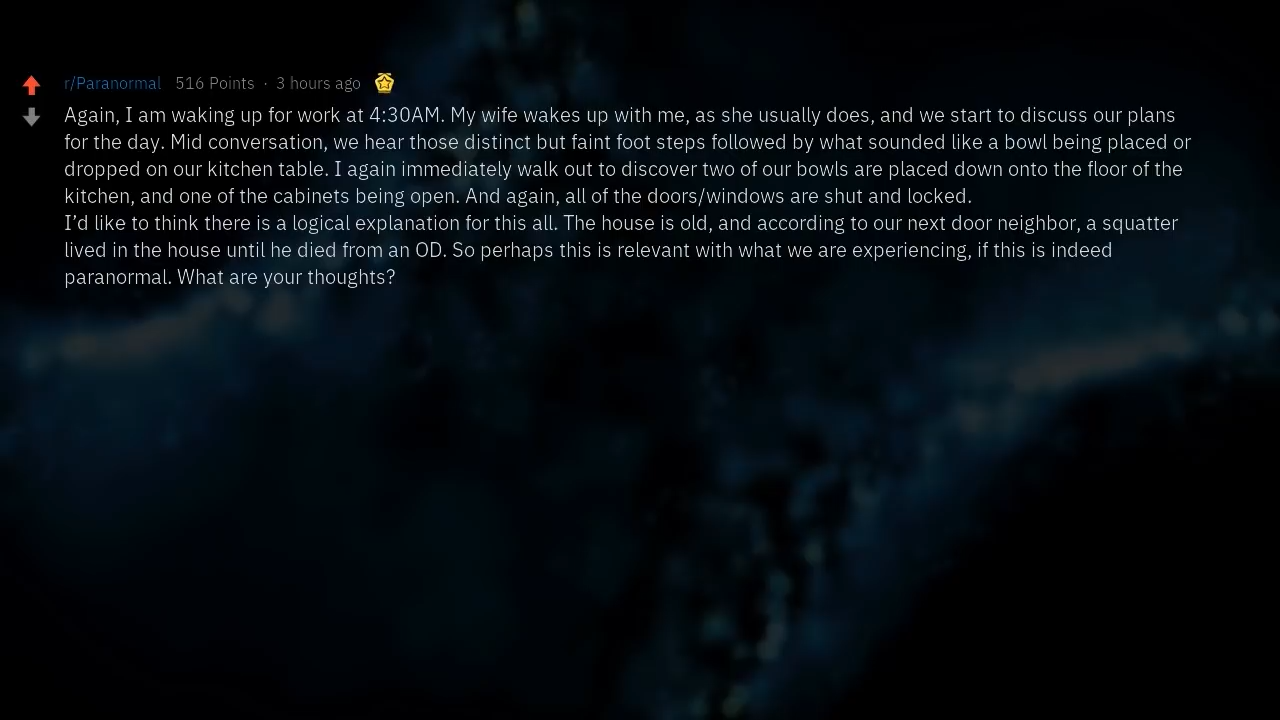 r/Paranormal 516 Points · 3 hours ago
Again, I am waking up for work at 4:30AM. My wife wakes up with me, as she usually does, and we start to discuss our plans
for the day. Mid conversation, we hear those distinct but faint foot steps followed by what sounded like a bowl being placed or
dropped on our kitchen table. I again immediately walk out to discover two of our bowls are placed down onto the floor of the
kitchen, and one of the cabinets being open. And again, all of the doors/windows are shut and locked.
I’d like to think there is a logical explanation for this all. The house is old, and according to our next door neighbor, a squatter
lived in the house until he died from an OD. So perhaps this is relevant with what we are experiencing, if this is indeed
paranormal. What are your thoughts?